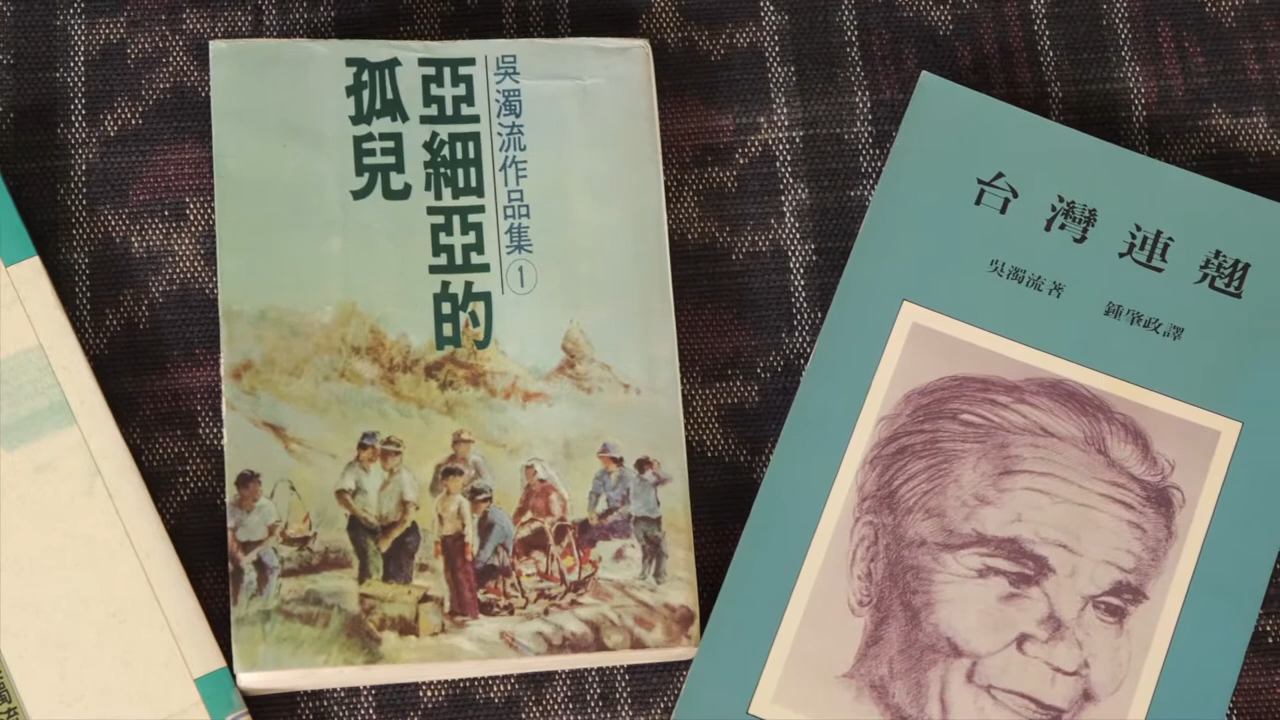 吳濁流作品集①
亞細亞的
孤兒
台灣連翹
吳濁流著 鍾肇政譯